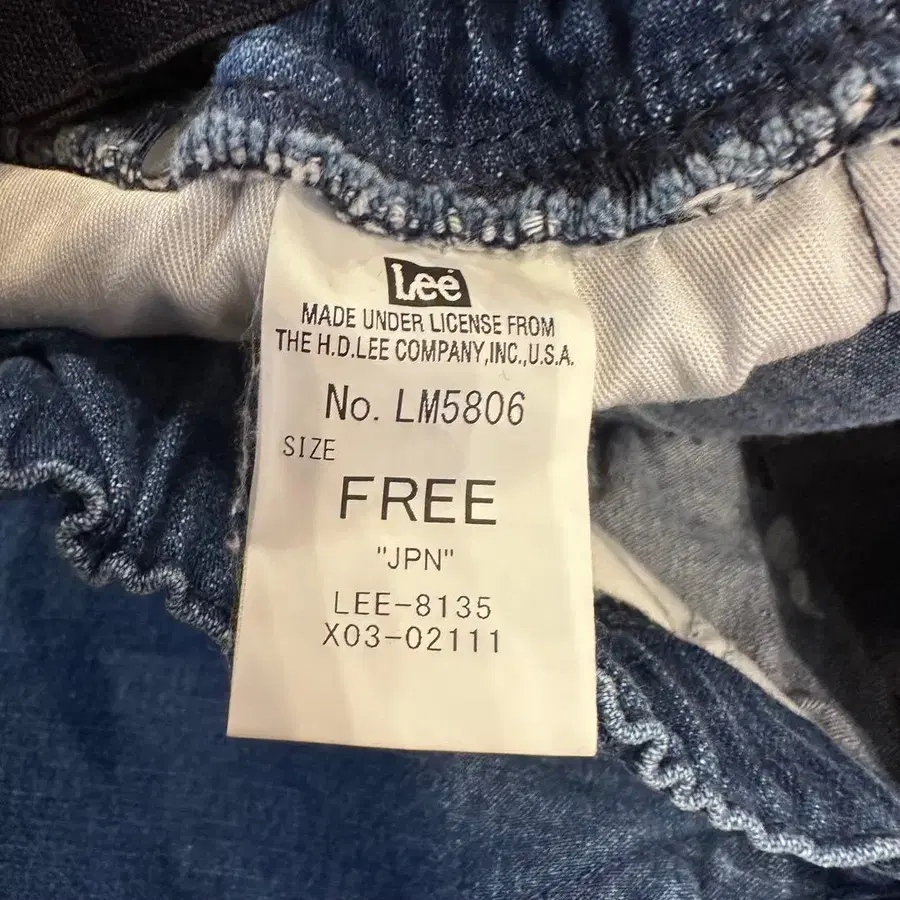 Lee
MADE UNDER LICENSE FROM
THE H.D.LEE COMPANY,INC.,U.S.A.
No. LM5806
SIZE
FREE
"JPN"
LEE-8135
X03-02111